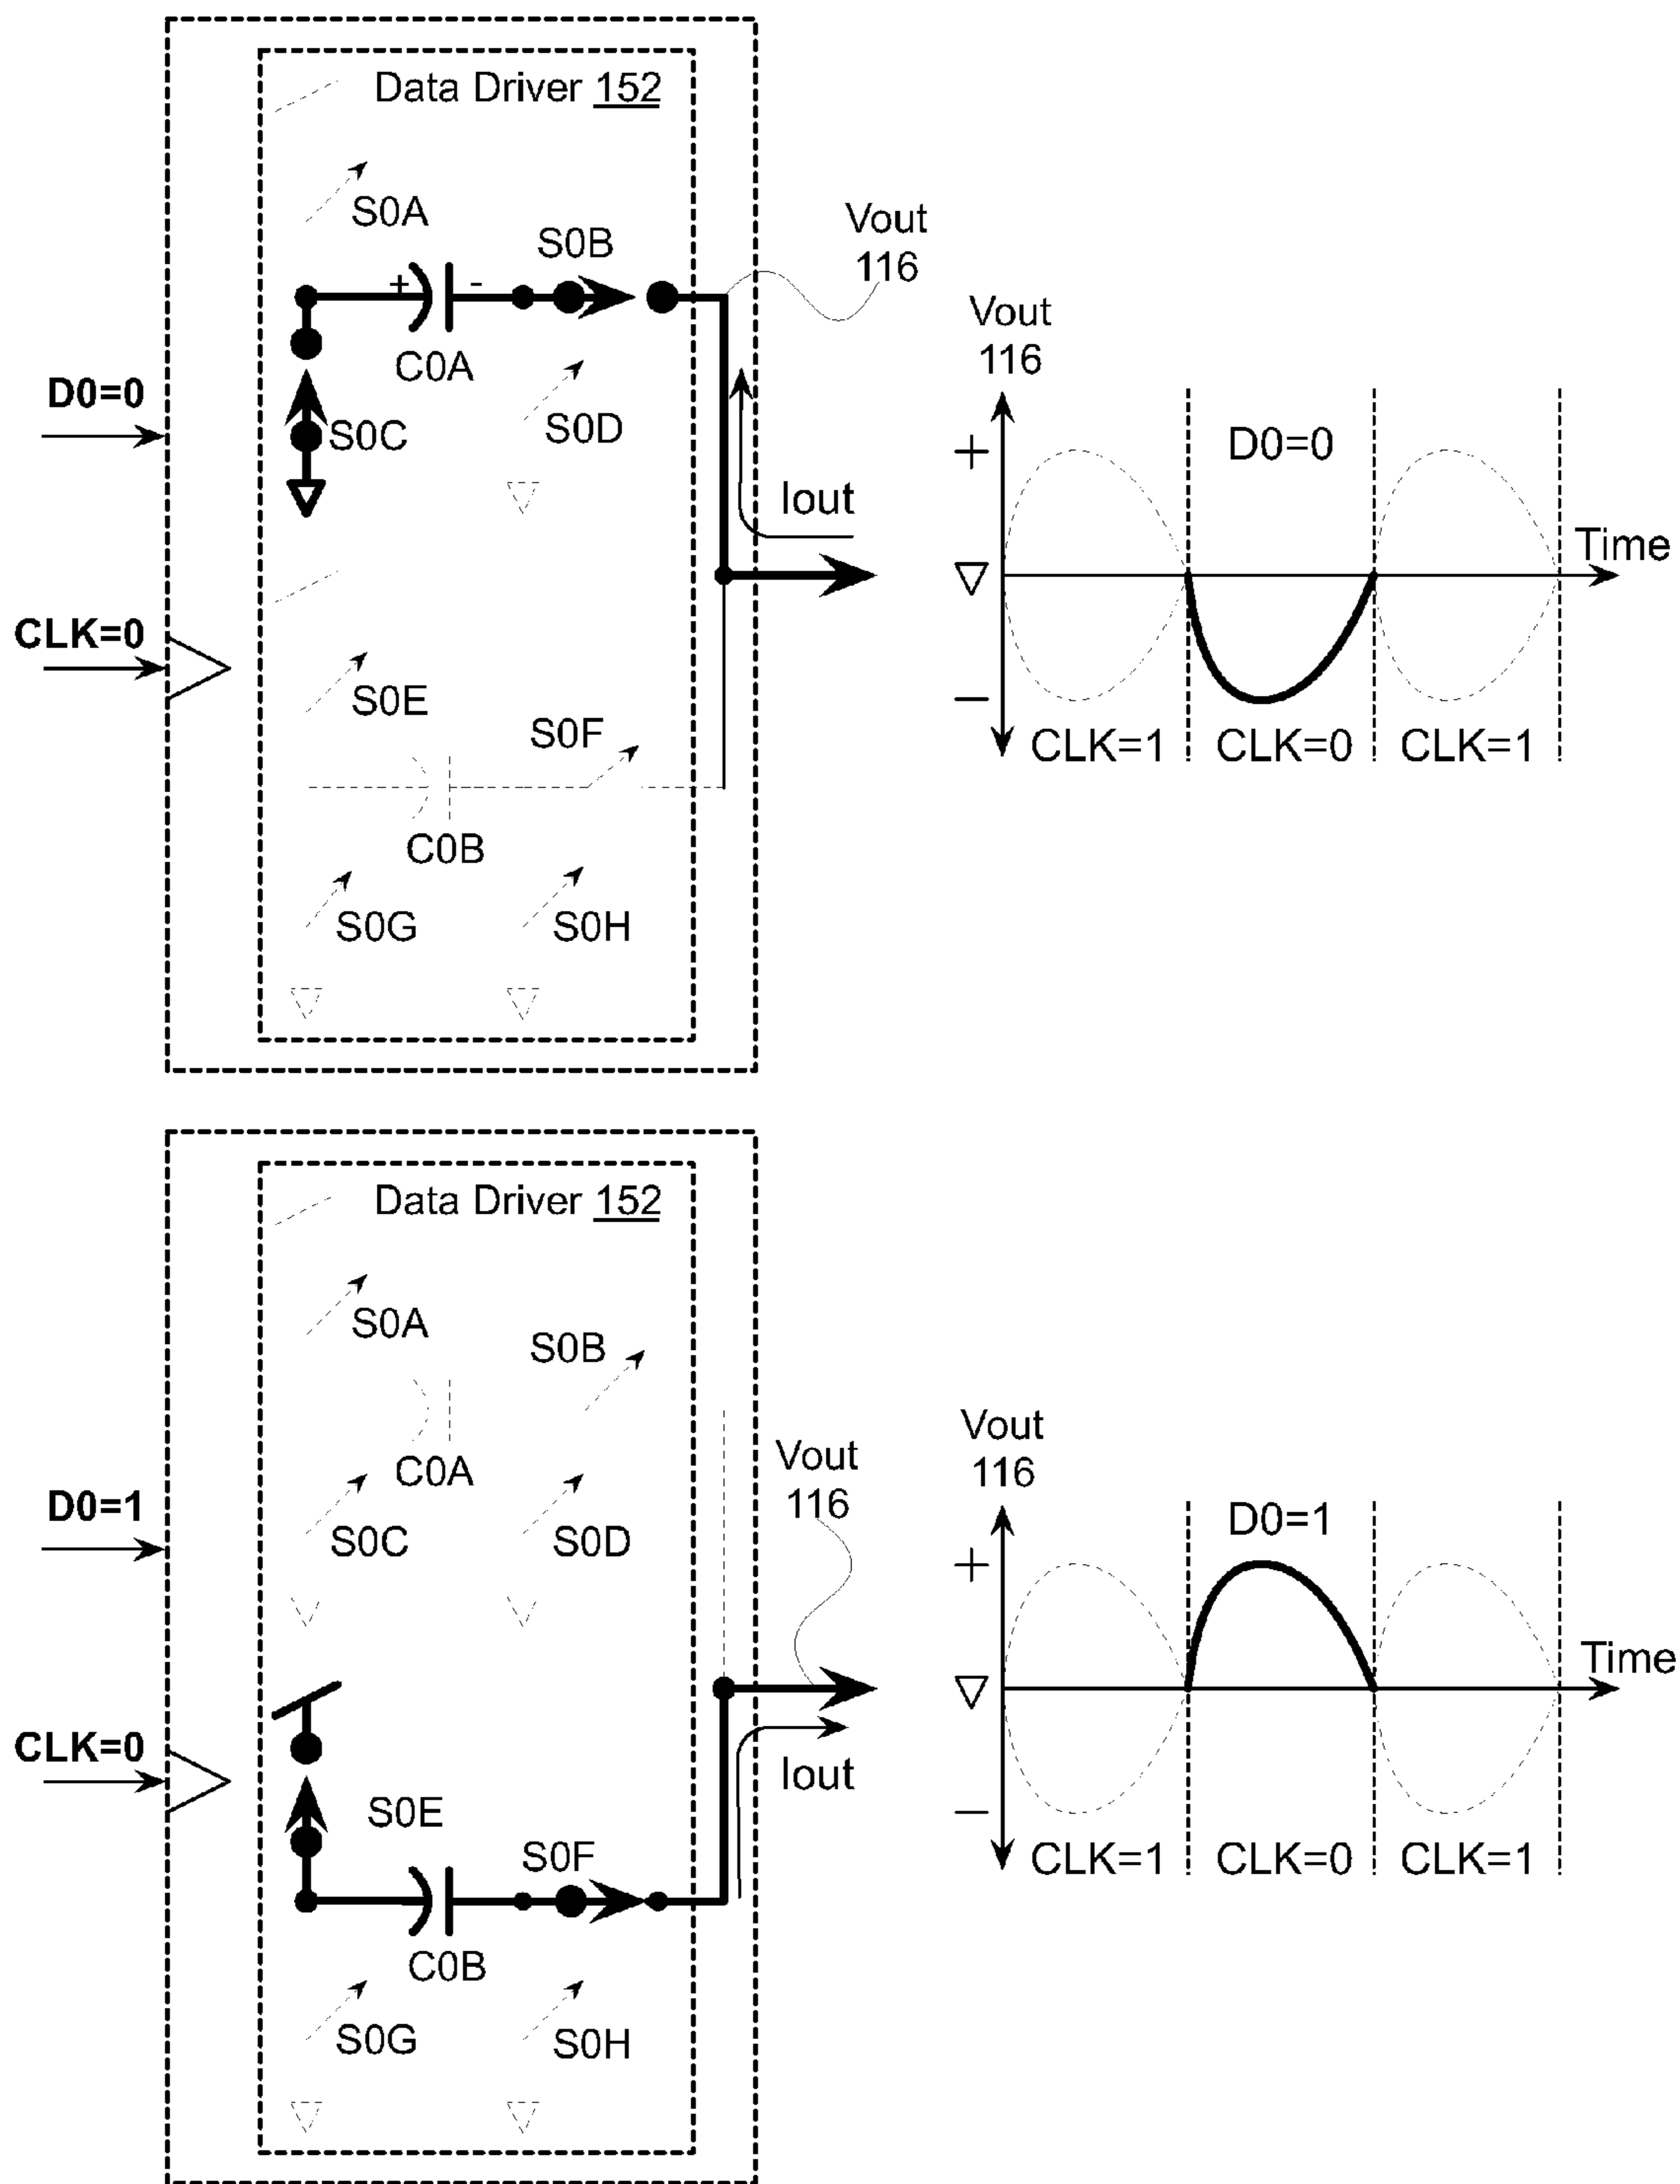 Data Driver 152
S0A
S0B
Vout
116
+ -
C0A
D0=0
S0C
S0D
Iout
CLK=0
S0E
S0F
C0B
S0G
S0H
Vout
116
+
D0=0
Time
−
CLK=1
CLK=0
CLK=1
Data Driver 152
S0A
S0B
C0A
Vout
116
D0=1
S0C
S0D
CLK=0
Iout
S0E
S0F
C0B
S0G
S0H
Vout
116
D0=1
+
Time
−
CLK=1
CLK=0
CLK=1